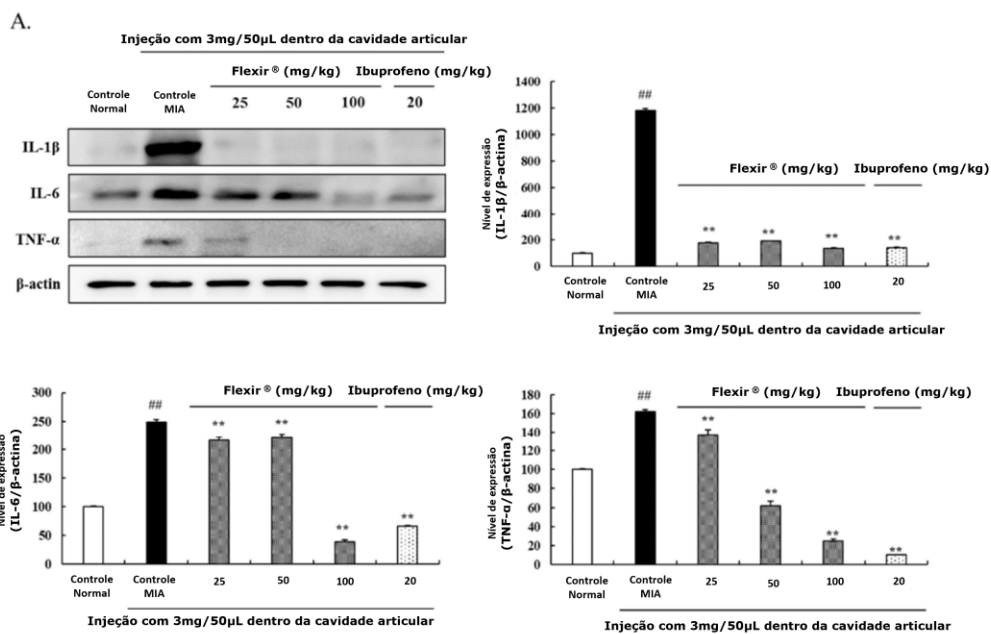 A.
Injeção com 3mg/50µL dentro da cavidade articular
Flexir ® (mg/kg) Ibuprofeno (mg/kg)
Controle Normal Controle MIA 25 50 100 20
IL-1β
IL-6
TNF-α
β-actin
Nível de expressão
(IL-1β/β-actina)
1400
1200
1000
800
600
400
200
0
##
Flexir ® (mg/kg) Ibuprofeno (mg/kg)
** ** ** **
Controle Normal Controle MIA 25 50 100 20
Injeção com 3mg/50µL dentro da cavidade articular
Nível de expressão
(IL-6/β-actina)
300
250
200
150
100
50
0
##
Flexir ® (mg/kg) Ibuprofeno (mg/kg)
** ** ** **
Controle Normal Controle MIA 25 50 100 20
Injeção com 3mg/50µL dentro da cavidade articular
Nível de expressão
(TNF-α/β-actina)
180
160
140
120
100
80
60
40
20
0
##
Flexir ® (mg/kg) Ibuprofeno (mg/kg)
** ** ** **
Controle Normal Controle MIA 25 50 100 20
Injeção com 3mg/50µL dentro da cavidade articular